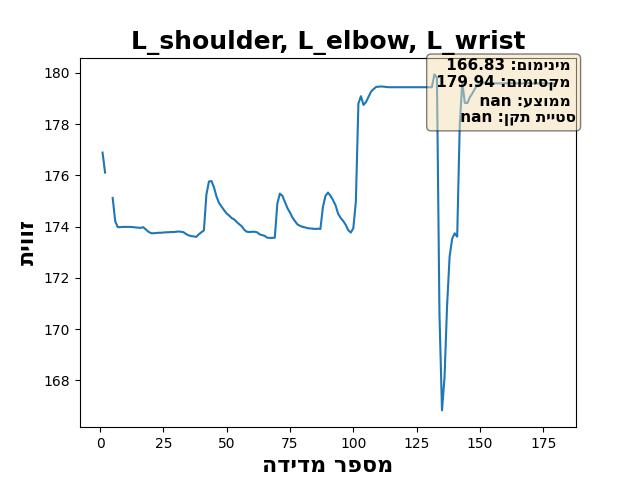 L_shoulder, L_elbow, L_wrist
מינימום: 166.83
מקסימום: 179.94
ממוצע: nan
סטיית תקן: nan
180
178
176
174
172
170
168
זווית
0 25 50 75 100 125 150 175
מספר מדידה